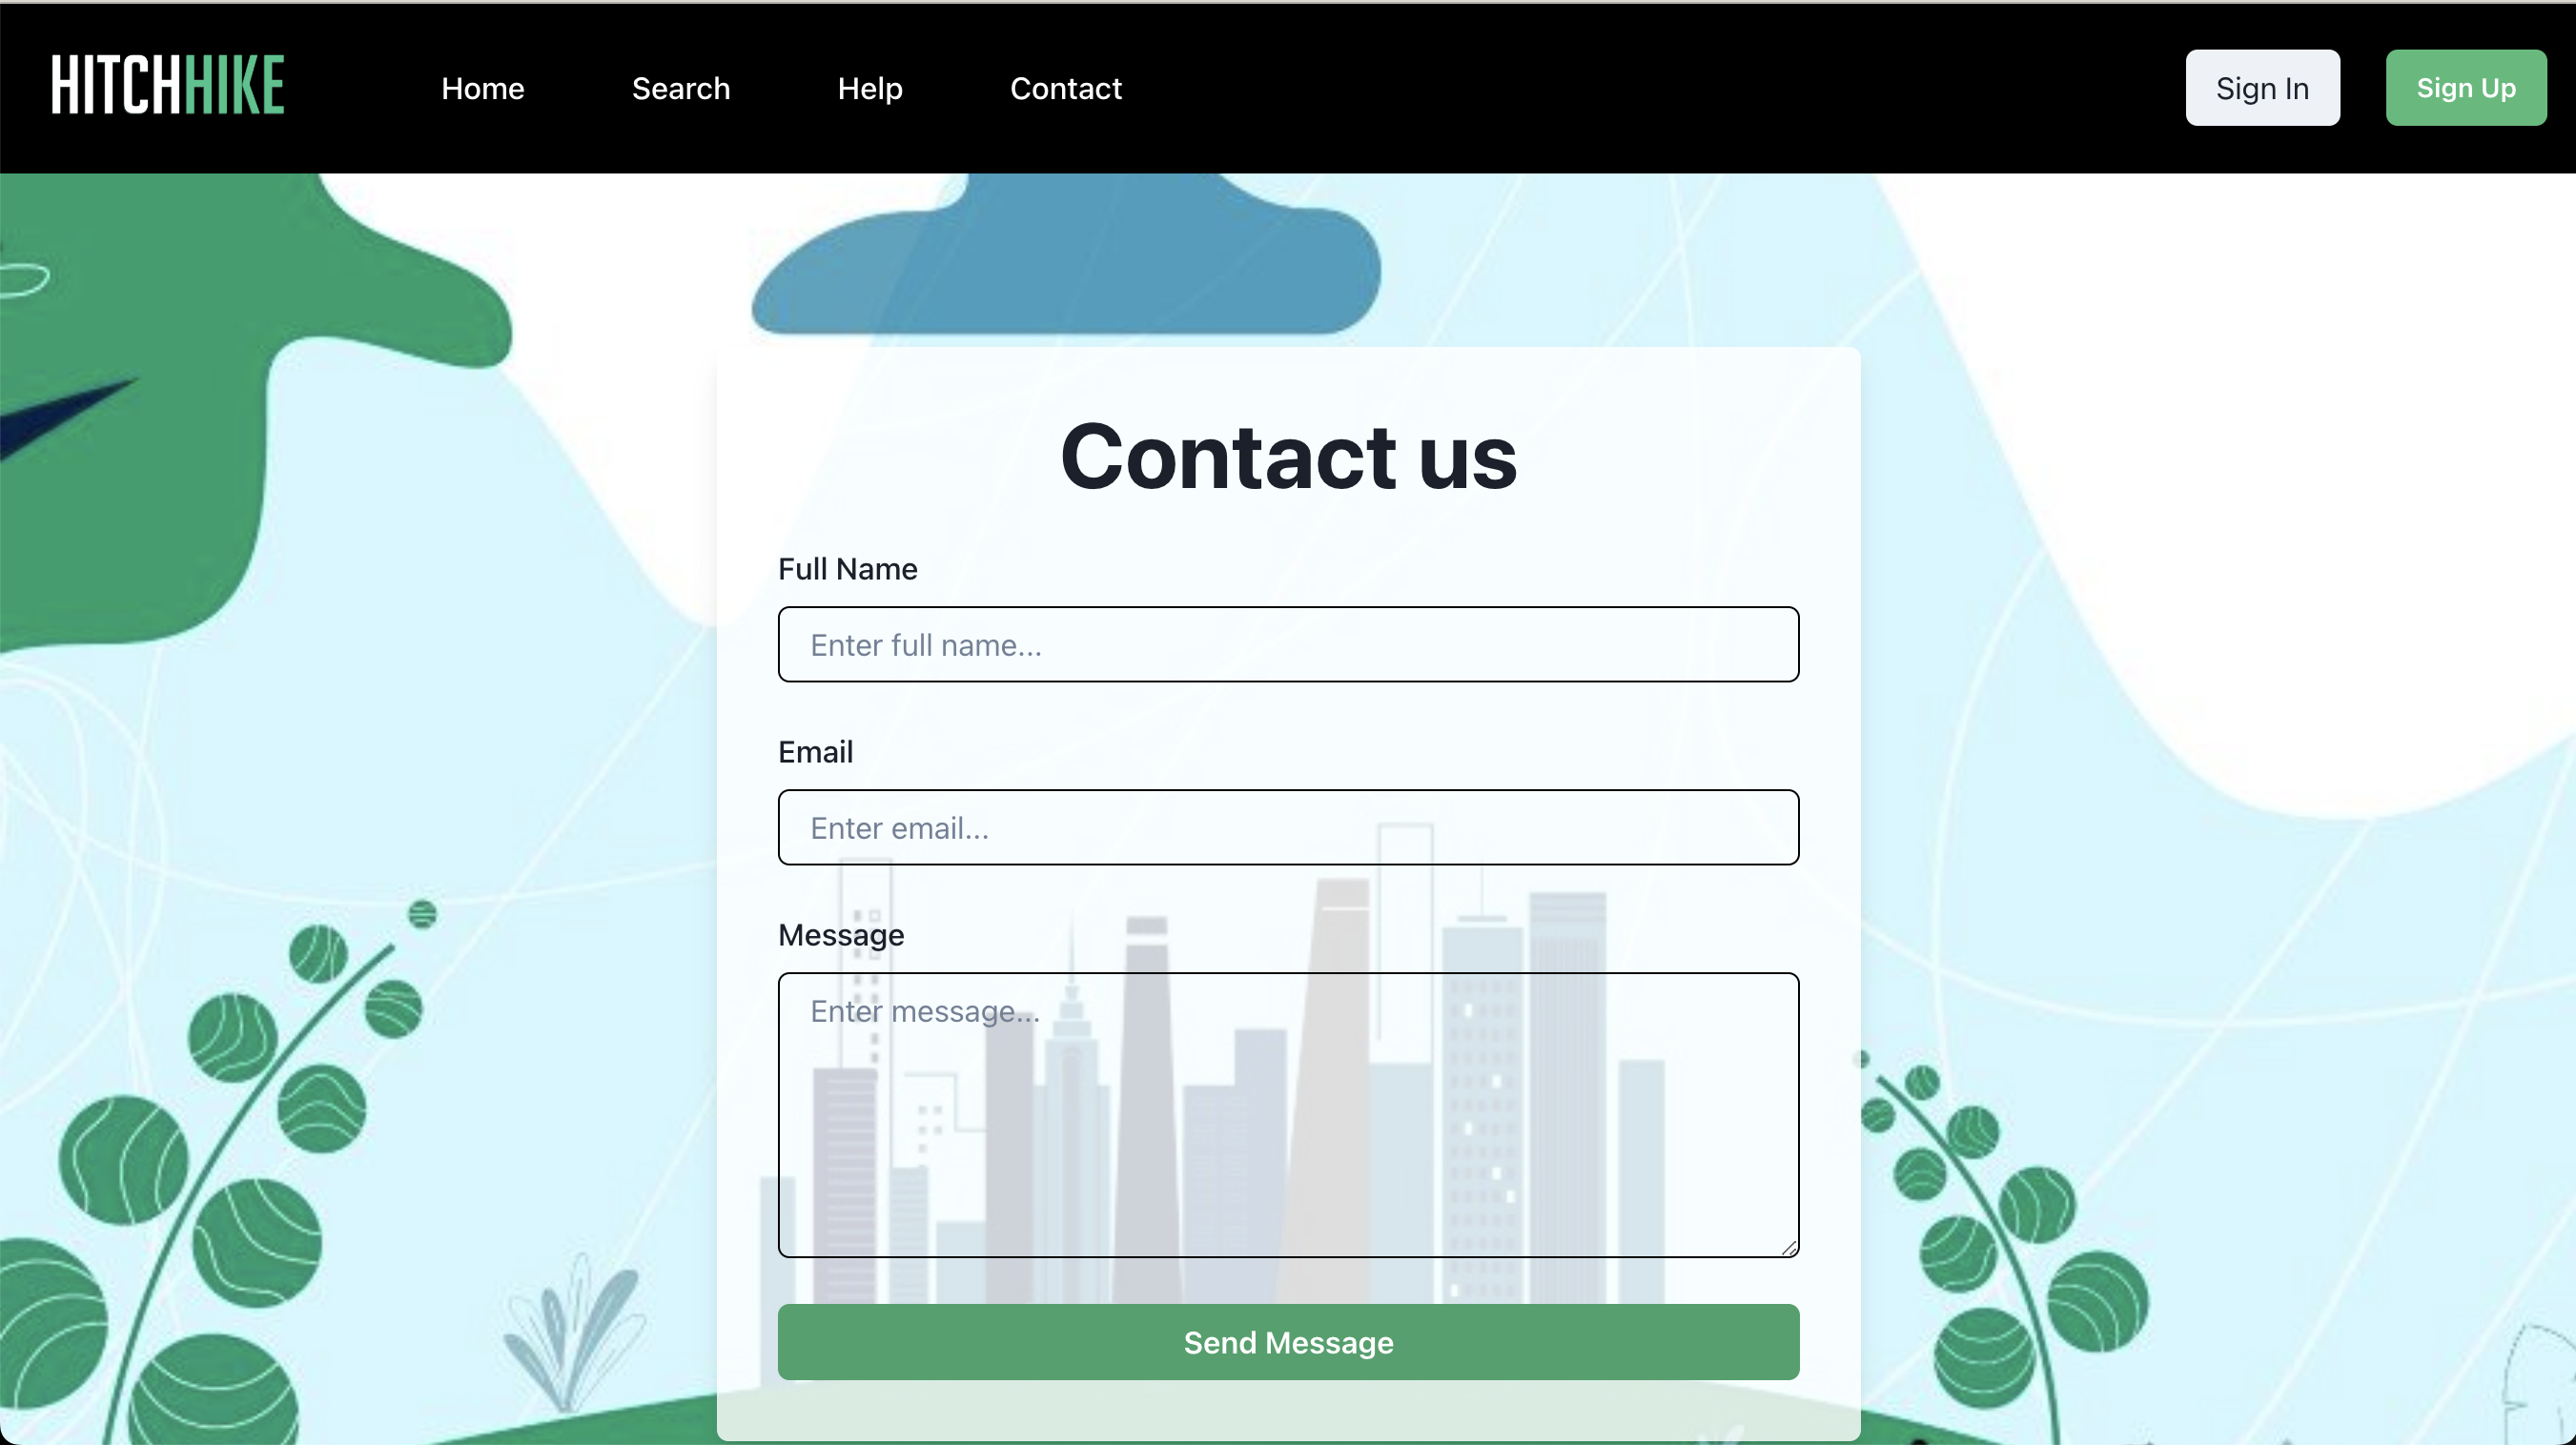 HITCHHIKE Home Search Help Contact Sign In Sign Up
Contact us
Full Name
Enter full name...
Email
Enter email...
Message
Enter message...
Send Message